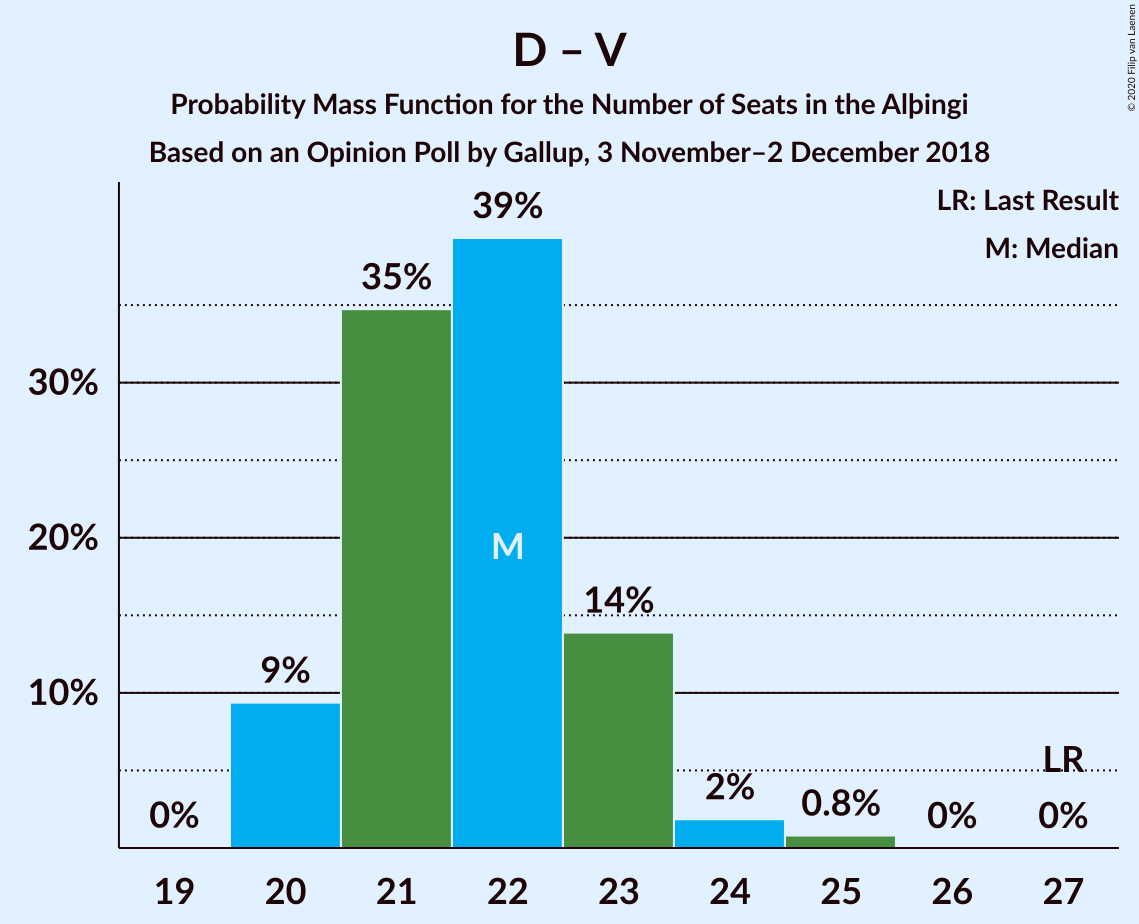 D – V
Probability Mass Function for the Number of Seats in the Alþingi
Based on an Opinion Poll by Gallup, 3 November–2 December 2018
© 2020 Filip van Laenen
LR: Last Result
M: Median
39%
35%
30%
20%
M
14%
9%
10%
LR
2%
0.8%
0%
0%
0%
19 20 21 22 23 24 25 26 27